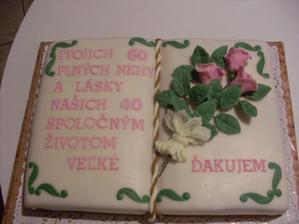 TVOJICH 60
PLNÝCH NEHY
A LÁSKY
NAŠICH 40
SPOLOČNÝM
ŽIVOTOM
VEĽKÉ
ĎAKUJEM